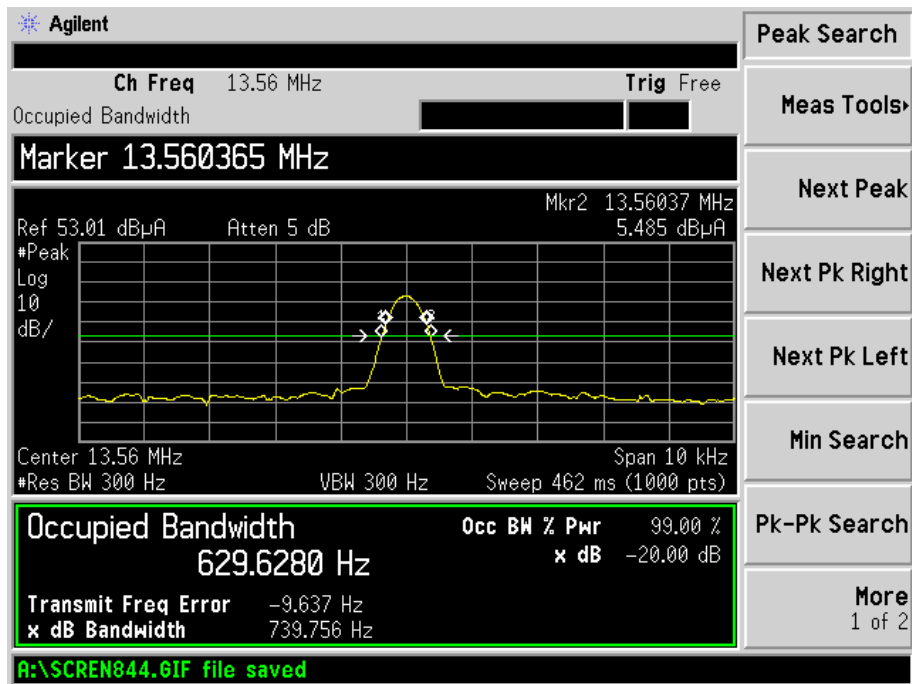 Agilent
Ch Freq 13.56 MHz Trig Free
Occupied Bandwidth
Marker 13.560365 MHz
Mkr2 13.56037 MHz
Ref 53.01 dBµA Atten 5 dB 5.485 dBµA
#Peak
Log
10
dB/
Center 13.56 MHz Span 10 kHz
#Res BW 300 Hz VBW 300 Hz Sweep 462 ms (1000 pts)
Occupied Bandwidth Occ BW % Pwr 99.00 %
629.6280 Hz x dB -20.00 dB
Transmit Freq Error -9.637 Hz
x dB Bandwidth 739.756 Hz
A:\SCREN844.GIF file saved
Peak Search
Meas Tools
Next Peak
Next Pk Right
Next Pk Left
Min Search
Pk-Pk Search
More
1 of 2